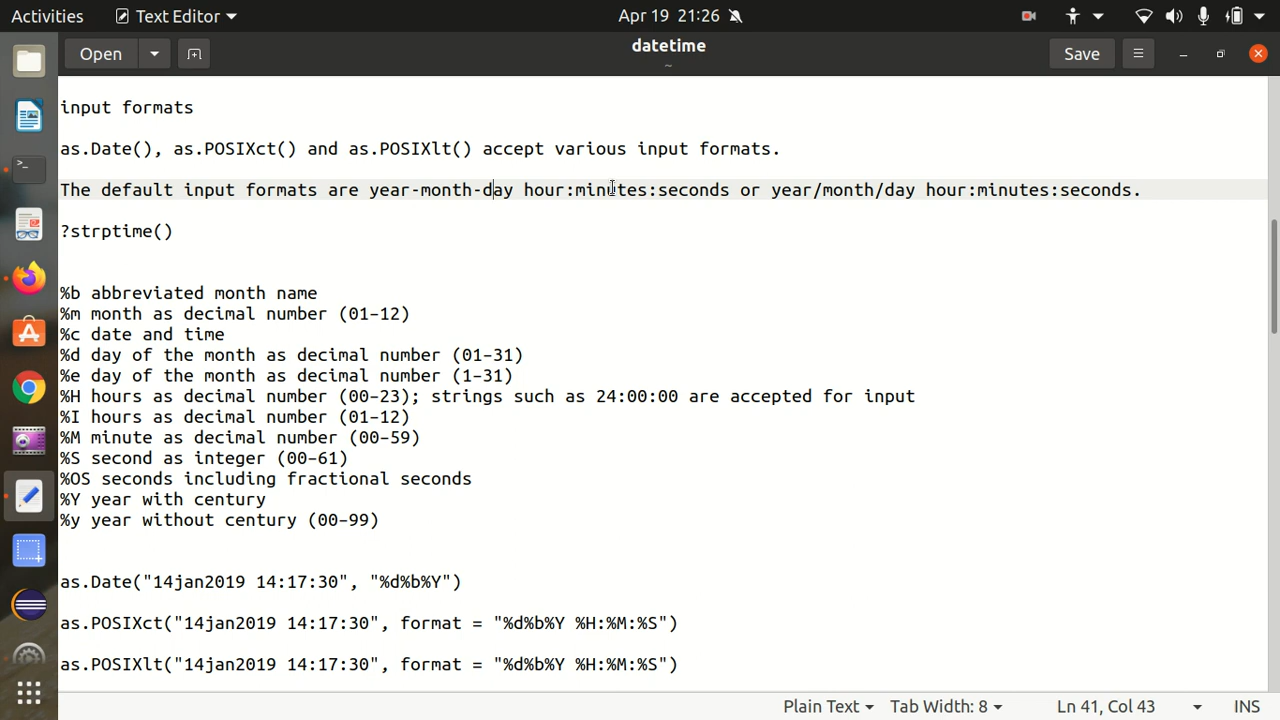 Activities Text Editor Apr 19 21:26
Open datetime Save
~
input formats
as.Date(), as.POSIXct() and as.POSIXlt() accept various input formats.
The default input formats are year-month-day hour:minutes:seconds or year/month/day hour:minutes:seconds.
?strptime()
%b abbreviated month name
%m month as decimal number (01–12)
%c date and time
%d day of the month as decimal number (01–31)
%e day of the month as decimal number (1–31)
%H hours as decimal number (00–23); strings such as 24:00:00 are accepted for input
%I hours as decimal number (01–12)
%M minute as decimal number (00–59)
%S second as integer (00–61)
%OS seconds including fractional seconds
%Y year with century
%y year without century (00–99)
as.Date("14jan2019 14:17:30", "%d%b%Y")
as.POSIXct("14jan2019 14:17:30", format = "%d%b%Y %H:%M:%S")
as.POSIXlt("14jan2019 14:17:30", format = "%d%b%Y %H:%M:%S")
Plain Text Tab Width: 8 Ln 41, Col 43 INS